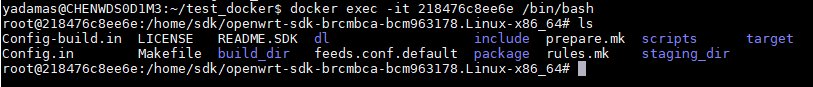 yadamas@CHENWDS0D1M3:~/test_docker$ docker exec -it 218476c8ee6e /bin/bash
root@218476c8ee6e:/home/sdk/openwrt-sdk-brcmbca-bcm963178.Linux-x86_64# ls
Config-build.in  LICENSE   README.SDK  dl                  include  prepare.mk  scripts      target
Config.in        Makefile  build_dir   feeds.conf.default  package  rules.mk    staging_dir
root@218476c8ee6e:/home/sdk/openwrt-sdk-brcmbca-bcm963178.Linux-x86_64#